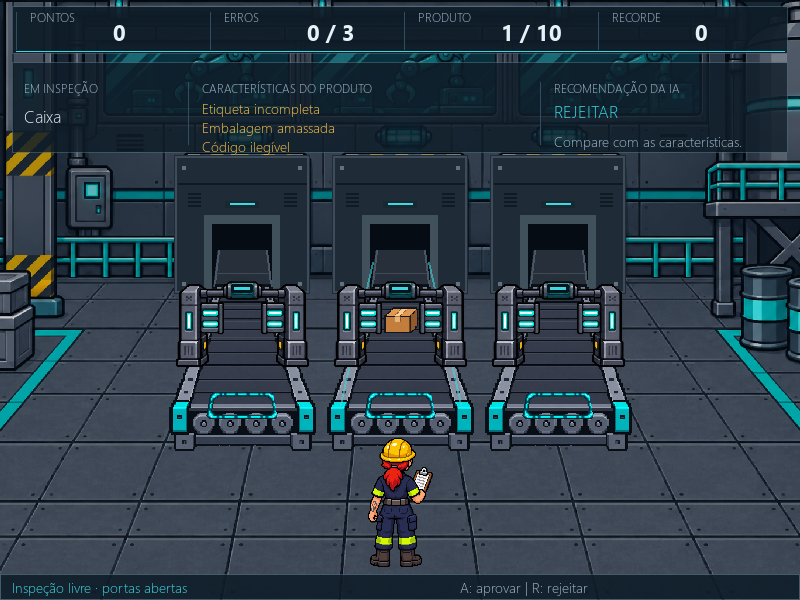 PONTOS
0
ERROS
0 / 3
PRODUTO
1 / 10
RECORDE
0
EM INSPEÇÃO
Caixa
CARACTERÍSTICAS DO PRODUTO
Etiqueta incompleta
Embalagem amassada
Código ilegível
RECOMENDAÇÃO DA IA
REJEITAR
Compare com as características.
Inspeção livre · portas abertas
A: aprovar | R: rejeitar